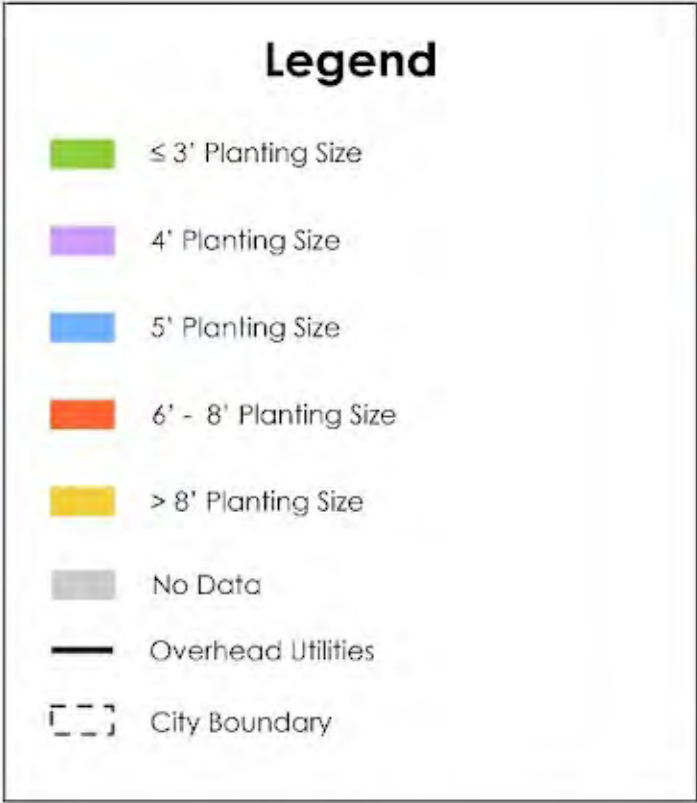 Legend
≤ 3' Planting Size
4' Planting Size
5' Planting Size
6' - 8' Planting Size
> 8' Planting Size
No Data
Overhead Utilities
City Boundary